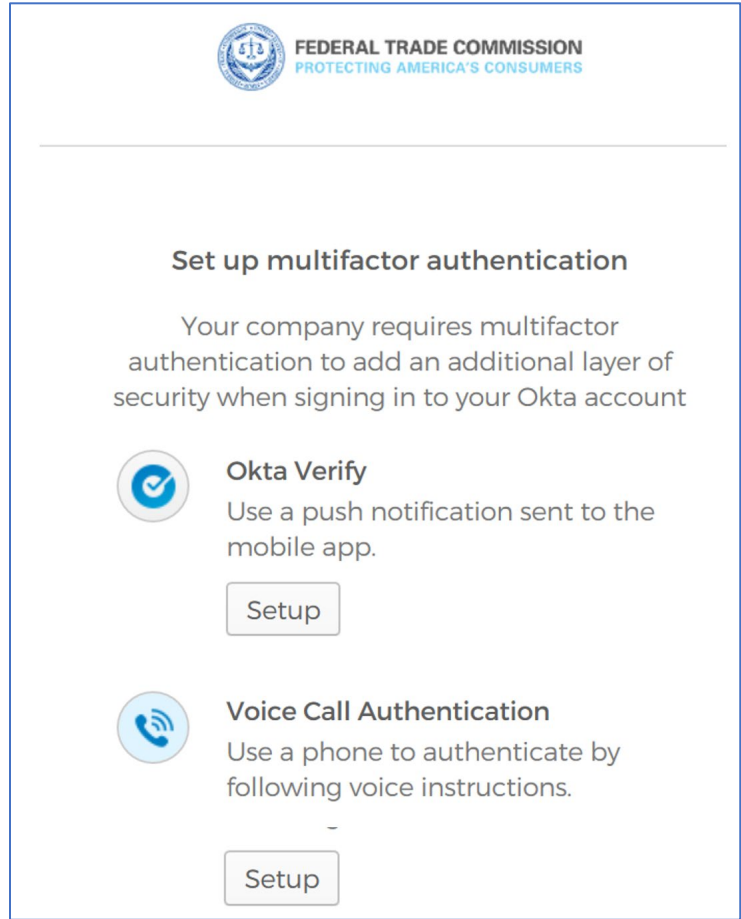 FEDERAL TRADE COMMISSION
PROTECTING AMERICA'S CONSUMERS
Set up multifactor authentication
Your company requires multifactor
authentication to add an additional layer of
security when signing in to your Okta account
Okta Verify
Use a push notification sent to the
mobile app.
Setup
Voice Call Authentication
Use a phone to authenticate by
following voice instructions.
Setup